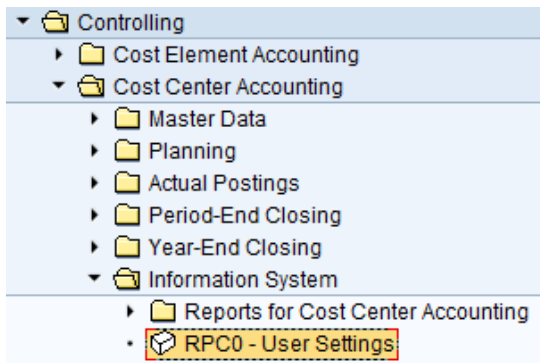 Controlling
Cost Element Accounting
Cost Center Accounting
Master Data
Planning
Actual Postings
Period-End Closing
Year-End Closing
Information System
Reports for Cost Center Accounting
RPC0 - User Settings